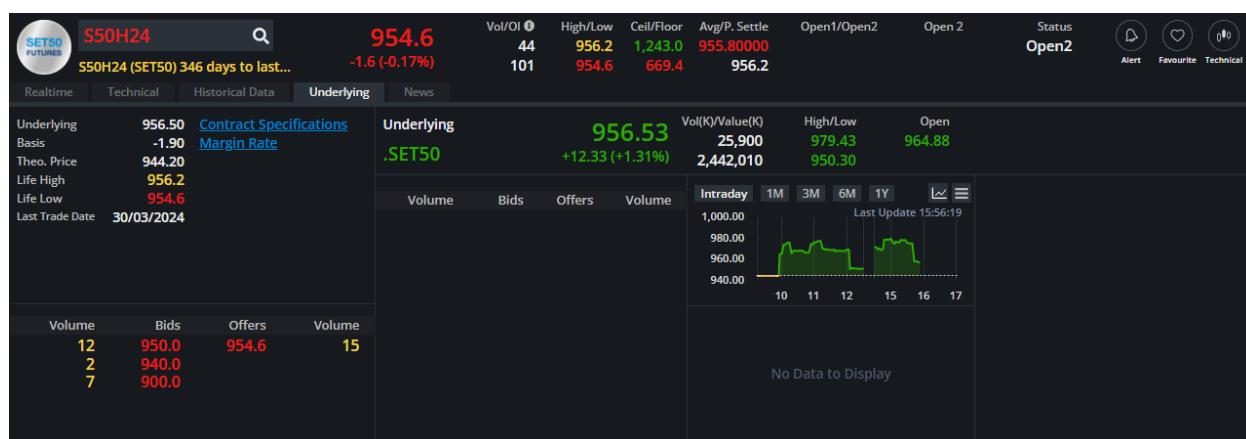 SET50
FUTURES
S50H24
S50H24 (SET50) 346 days to last...
954.6
-1.6 (-0.17%)
Vol/OI High/Low Ceil/Floor Avg/P. Settle Open1/Open2 Open 2 Status
44 956.2 1,243.0 955.80000 Open2
101 954.6 669.4 956.2
Alert Favourite Technical
Realtime Technical Historical Data Underlying News
Underlying 956.50 Contract Specifications
Basis -1.90 Margin Rate
Theo. Price 944.20
Life High 956.2
Life Low 954.6
Last Trade Date 30/03/2024
Volume Bids Offers Volume
12 950.0 954.6 15
2 940.0
7 900.0
Underlying
.SET50
956.53
+12.33 (+1.31%)
Vol(K)/Value(K) High/Low Open
25,900 979.43 964.88
2,442,010 950.30
Volume Bids Offers Volume
Intraday 1M 3M 6M 1Y
Last Update 15:56:19
1,000.00
980.00
960.00
940.00
10 11 12 15 16 17
No Data to Display